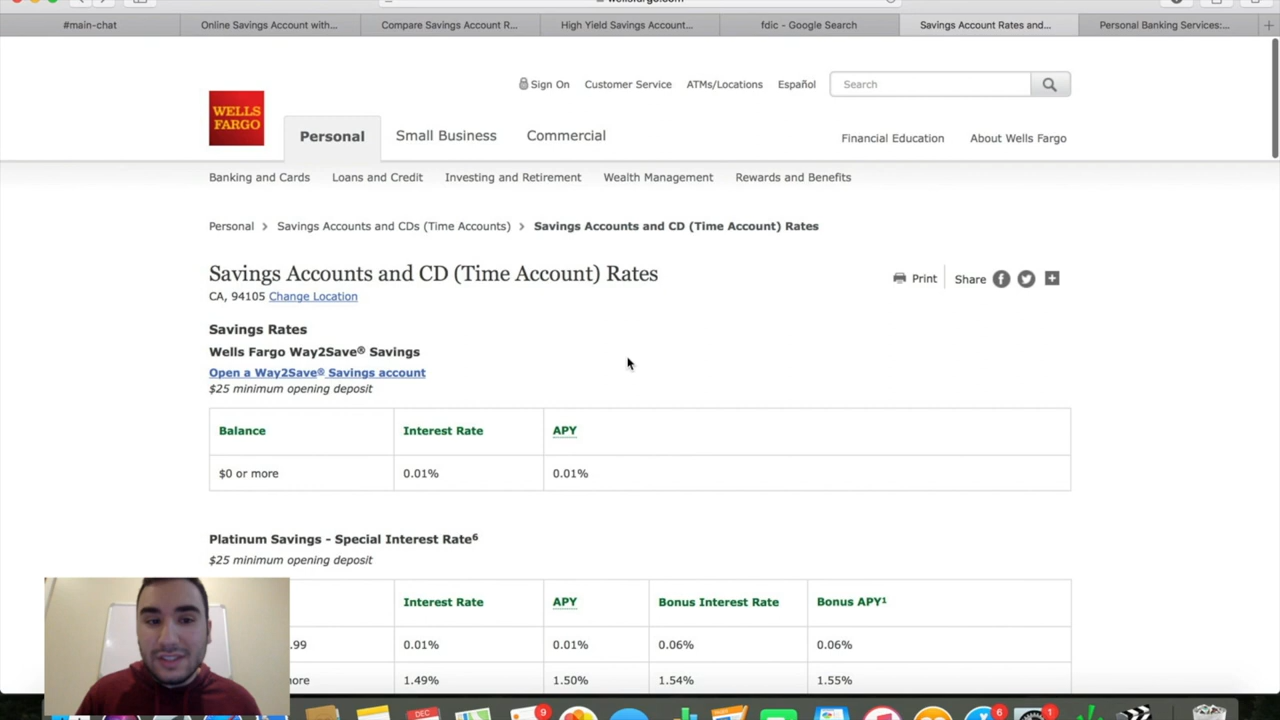 wellsfargo.com
#main-chat
Online Savings Account with...
Compare Savings Account R...
High Yield Savings Account...
fdic - Google Search
Savings Account Rates and...
Personal Banking Services:...
Sign On
Customer Service
ATMs/Locations
Español
Search
WELLS
FARGO
Personal
Small Business
Commercial
Financial Education
About Wells Fargo
Banking and Cards
Loans and Credit
Investing and Retirement
Wealth Management
Rewards and Benefits
Personal > Savings Accounts and CDs (Time Accounts) > Savings Accounts and CD (Time Account) Rates
Savings Accounts and CD (Time Account) Rates
Print
Share
CA, 94105 Change Location
Savings Rates
Wells Fargo Way2Save® Savings
Open a Way2Save® Savings account
$25 minimum opening deposit
Balance Interest Rate APY
$0 or more 0.01% 0.01%
Platinum Savings - Special Interest Rate⁶
$25 minimum opening deposit
Interest Rate APY Bonus Interest Rate Bonus APY¹
.99 0.01% 0.01% 0.06% 0.06%
ore 1.49% 1.50% 1.54% 1.55%
DEC
9
6
1